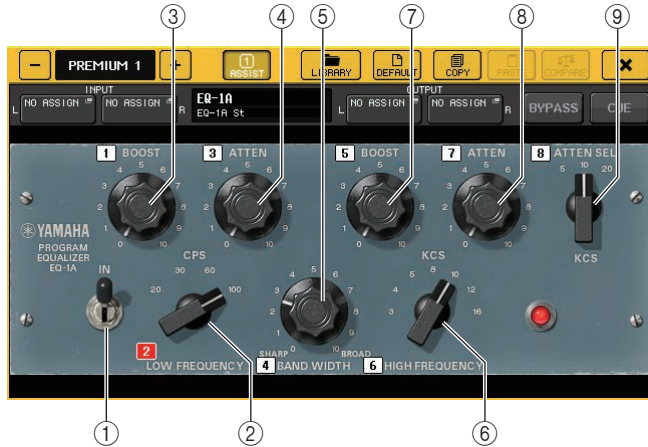 ③ ④ ⑤ ⑦ ⑧ ⑨
− PREMIUM 1 + 1 ASSIST LIBRARY DEFAULT COPY PASTE COMPARE ×
INPUT OUTPUT
L NO ASSIGN NO ASSIGN R EQ-1A L NO ASSIGN NO ASSIGN R BYPASS CUE
EQ-1A St
1 BOOST 3 ATTEN 5 BOOST 7 ATTEN 8 ATTEN SEL
0 1 2 3 4 5 6 7 8 9 10
0 1 2 3 4 5 6 7 8 9 10
0 1 2 3 4 5 6 7 8 9 10
0 1 2 3 4 5 6 7 8 9 10
5 10 20
KCS
YAMAHA
PROGRAM
EQUALIZER
EQ-1A
IN
CPS
20 30 60 100
2 LOW FREQUENCY
0 1 2 3 4 5 6 7 8 9 10
SHARP BROAD
4 BAND WIDTH
KCS
3 4 5 8 10 12 16
6 HIGH FREQUENCY
① ② ⑥